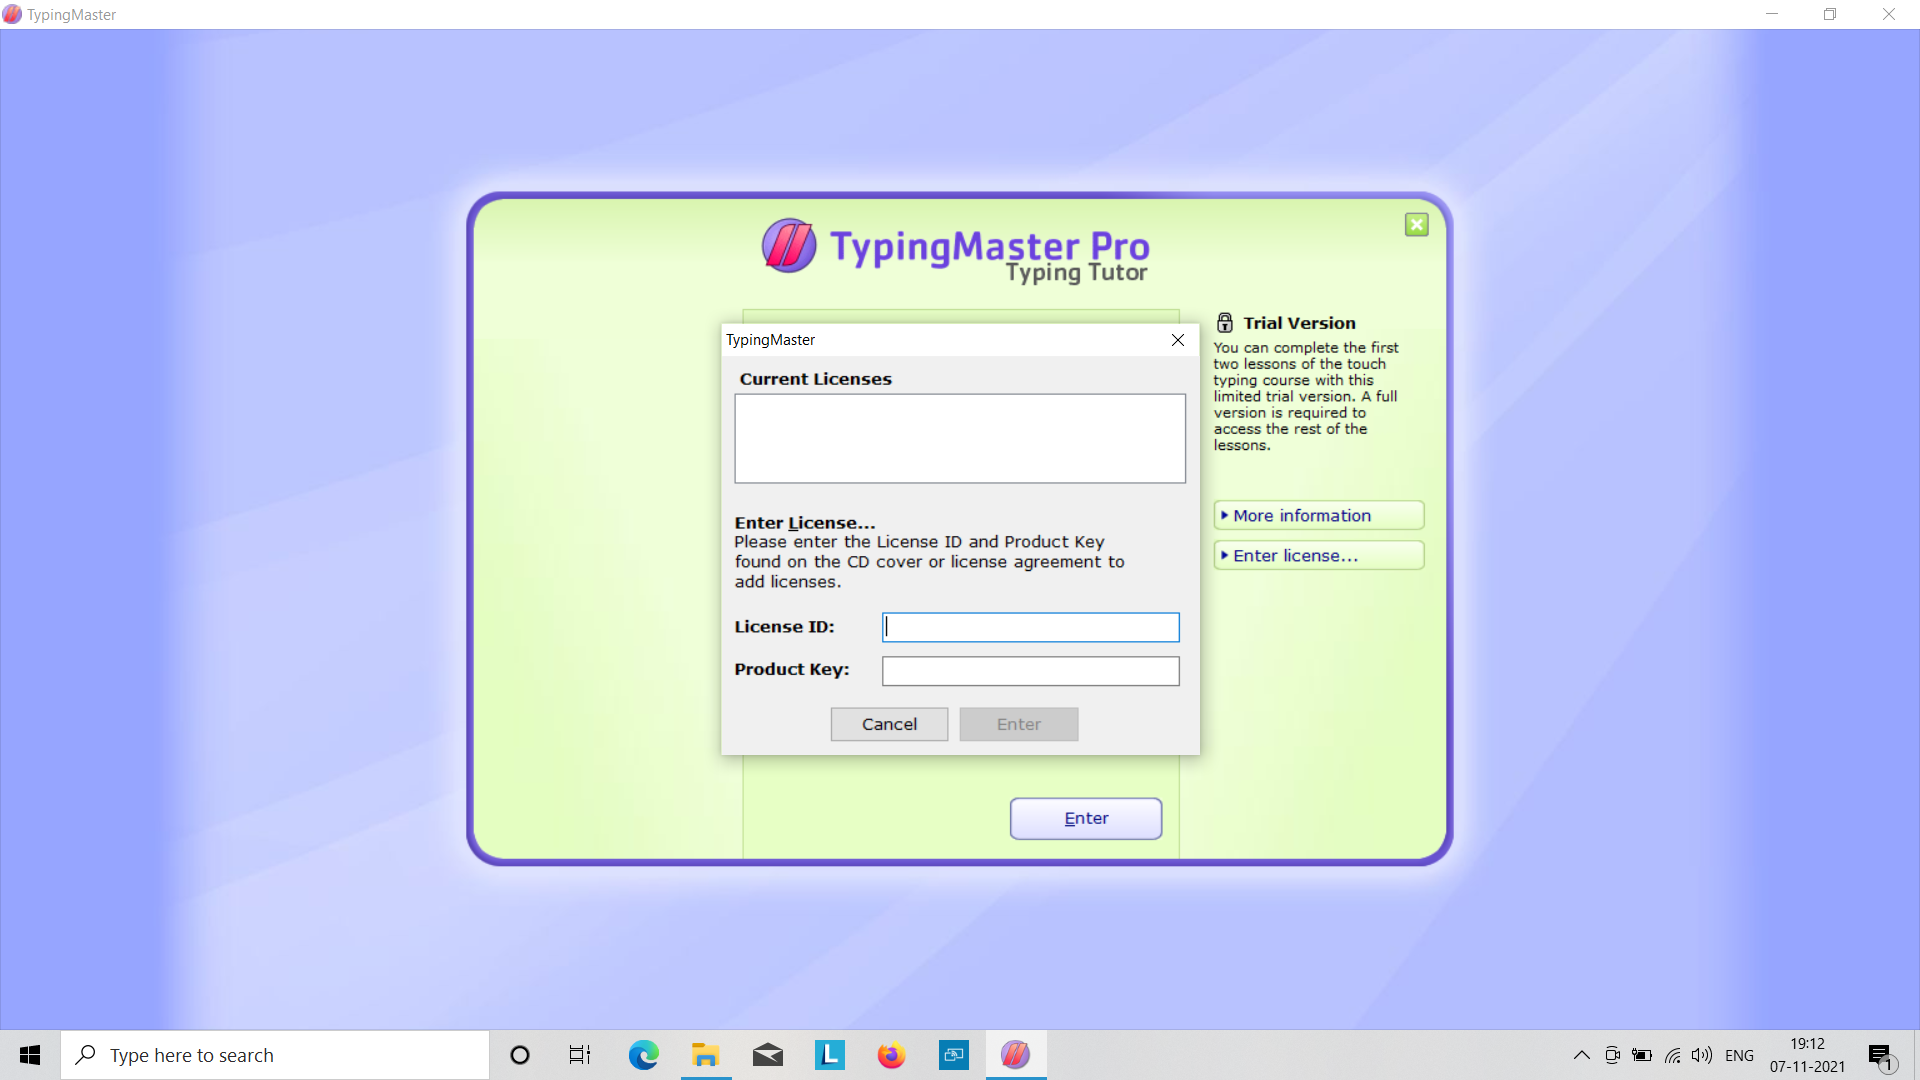 TypingMaster
TypingMaster Pro
Typing Tutor
TypingMaster
Current Licenses
Enter License...
Please enter the License ID and Product Key
found on the CD cover or license agreement to
add licenses.
License ID:
Product Key:
Cancel
Enter
Enter
Trial Version
You can complete the first
two lessons of the touch
typing course with this
limited trial version. A full
version is required to
access the rest of the
lessons.
More information
Enter license...
Type here to search
L
ENG
19:12
07-11-2021
1